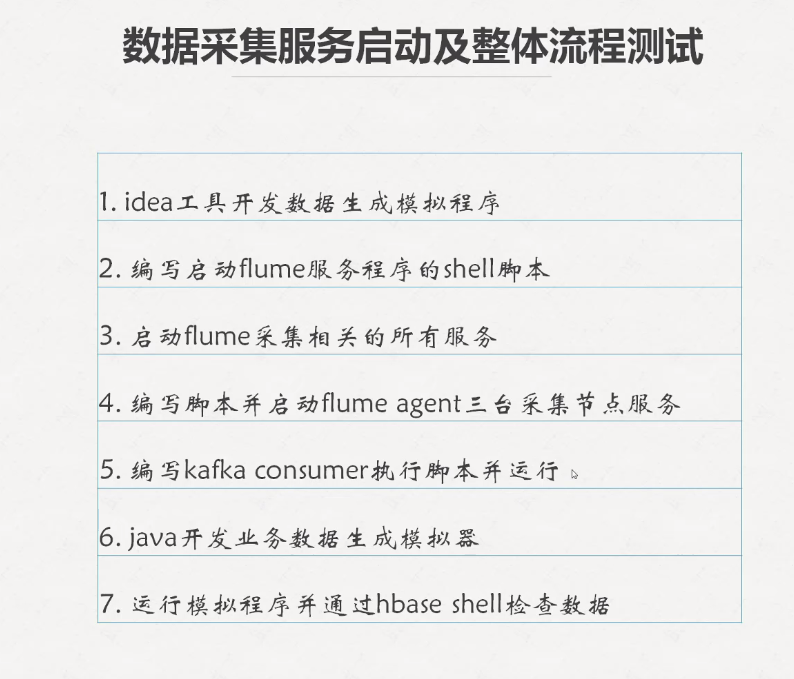 数据采集服务启动及整体流程测试
1. idea工具开发数据生成模拟程序
2. 编写启动flume服务程序的shell脚本
3. 启动flume采集相关的所有服务
4. 编写脚本并启动flume agent三台采集节点服务
5. 编写kafka consumer执行脚本并运行
6. java开发业务数据生成模拟器
7. 运行模拟程序并通过hbase shell检查数据